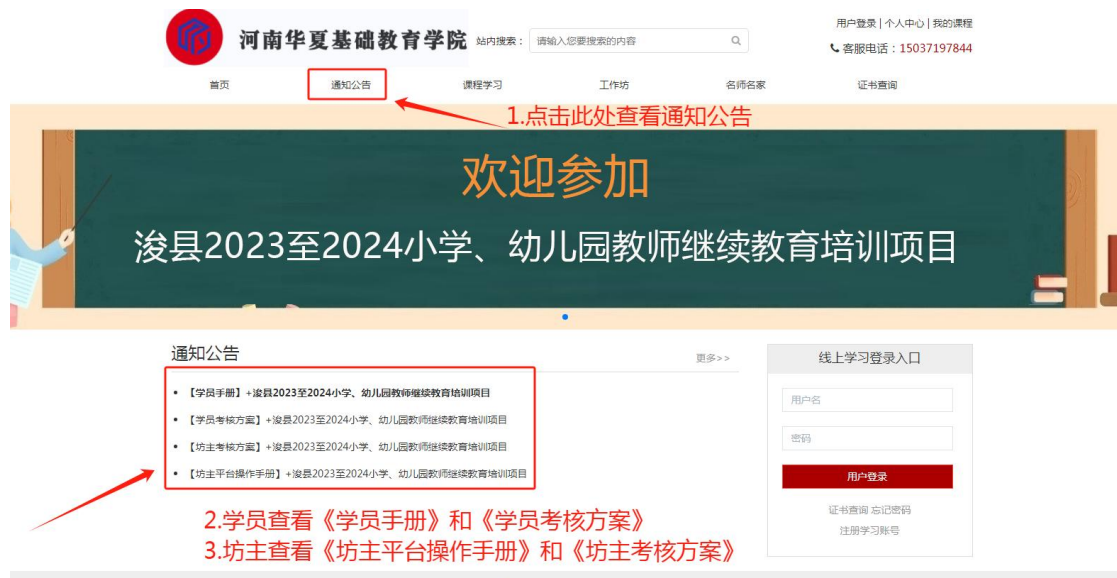 用户登录 | 个人中心 | 我的课程
河南华夏基础教育学院 站内搜索： 请输入您要搜索的内容
客服电话：15037197844
首页 通知公告 课程学习 工作坊 名师名家 证书查询
1.点击此处查看通知公告
欢迎参加
浚县2023至2024小学、幼儿园教师继续教育培训项目
通知公告 更多>>
• 【学员手册】+浚县2023至2024小学、幼儿园教师继续教育培训项目
• 【学员考核方案】+浚县2023至2024小学、幼儿园教师继续教育培训项目
• 【坊主考核方案】+浚县2023至2024小学、幼儿园教师继续教育培训项目
• 【坊主平台操作手册】+浚县2023至2024小学、幼儿园教师继续教育培训项目
2.学员查看《学员手册》和《学员考核方案》
3.坊主查看《坊主平台操作手册》和《坊主考核方案》
线上学习登录入口
用户名
密码
用户登录
证书查询 忘记密码
注册学习账号